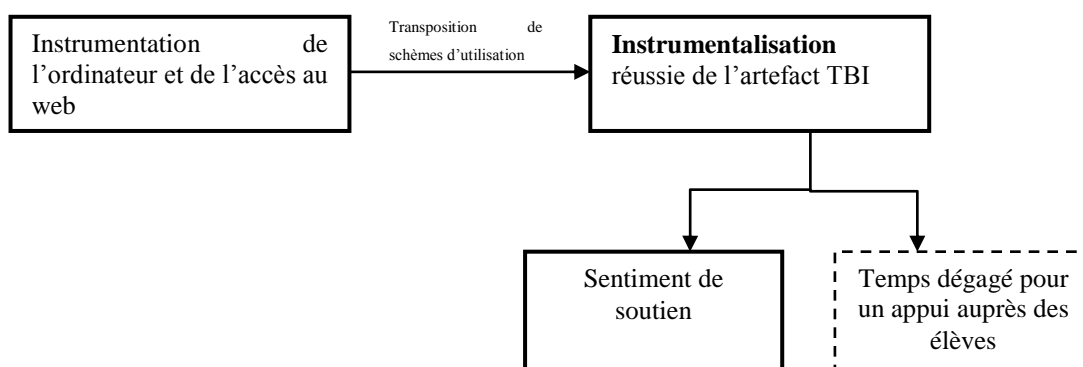 Instrumentation de
l'ordinateur et de l'accès au
web
Transposition de
schèmes d'utilisation
Instrumentalisation
réussie de l'artefact TBI
Sentiment de
soutien
Temps dégagé pour
un appui auprès des
élèves